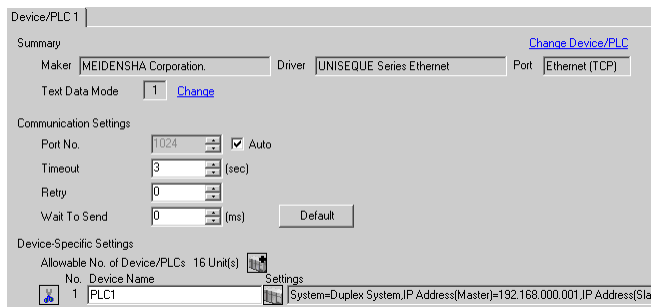 Device/PLC 1
Summary
Change Device/PLC
Maker MEIDENSHA Corporation. Driver UNISEQUE Series Ethernet Port Ethernet (TCP)
Text Data Mode 1 Change
Communication Settings
Port No. 1024 Auto
Timeout 3 (sec)
Retry 0
Wait To Send 0 (ms) Default
Device-Specific Settings
Allowable No. of Device/PLCs 16 Unit(s)
No. Device Name Settings
1 PLC1 System=Duplex System,IP Address(Master)=192.168.000.001,IP Address(Sla